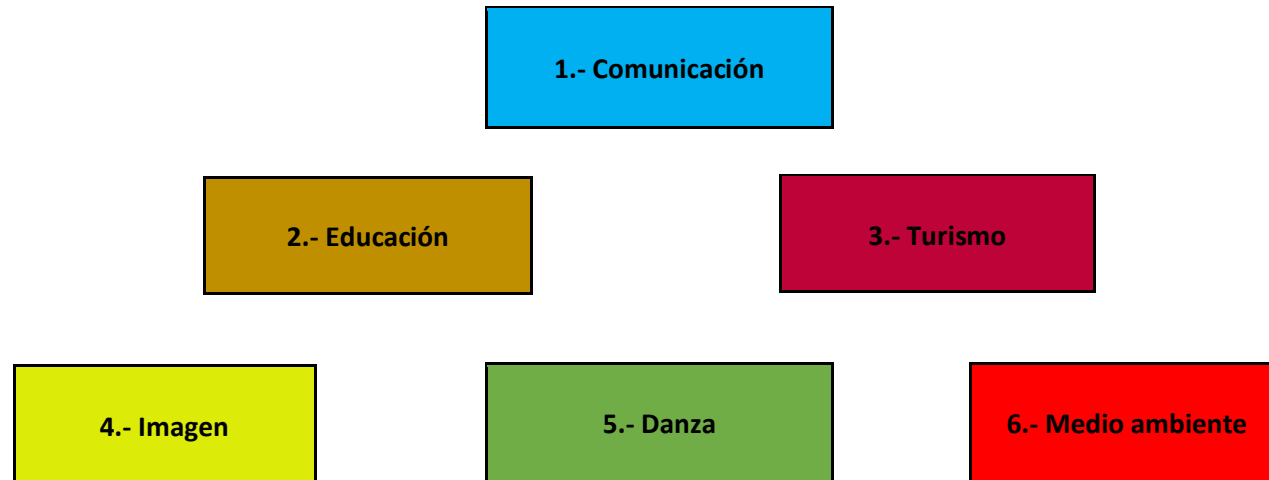 1.- Comunicación
2.- Educación
3.- Turismo
4.- Imagen
5.- Danza
6.- Medio ambiente